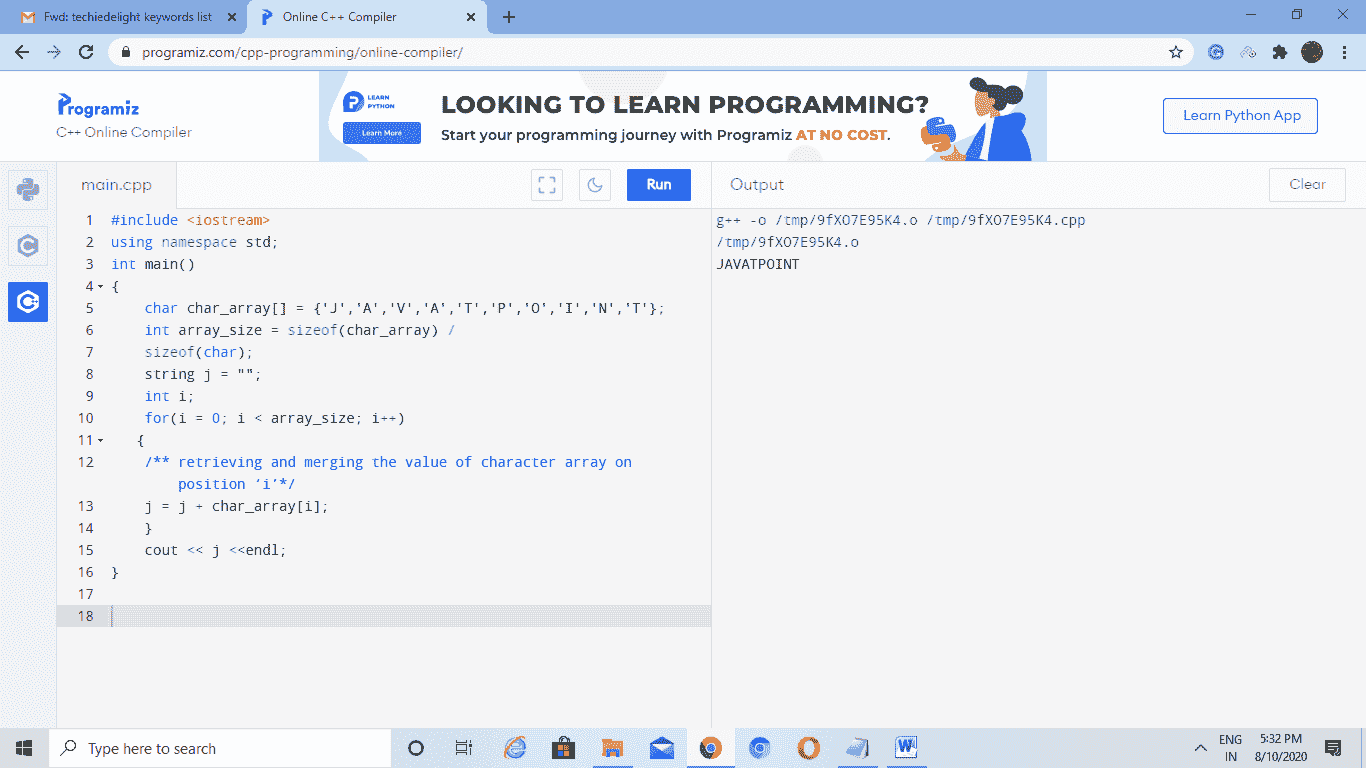 Fwd: techiedelight keywords list
Online C++ Compiler
programiz.com/cpp-programming/online-compiler/
Programiz
C++ Online Compiler
LEARN
PYTHON
Learn More
LOOKING TO LEARN PROGRAMMING?
Start your programming journey with Programiz AT NO COST.
Learn Python App
main.cpp
Run
Output
Clear
1 #include <iostream>
2 using namespace std;
3 int main()
4 {
5 char char_array[] = {'J','A','V','A','T','P','O','I','N','T'};
6 int array_size = sizeof(char_array) /
7 sizeof(char);
8 string j = "";
9 int i;
10 for(i = 0; i < array_size; i++)
11 {
12 /** retrieving and merging the value of character array on
position ‘i’*/
13 j = j + char_array[i];
14 }
15 cout << j <<endl;
16 }
17
18
g++ -o /tmp/9fXO7E95K4.o /tmp/9fXO7E95K4.cpp
/tmp/9fXO7E95K4.o
JAVATPOINT
Type here to search
ENG
IN
5:32 PM
8/10/2020